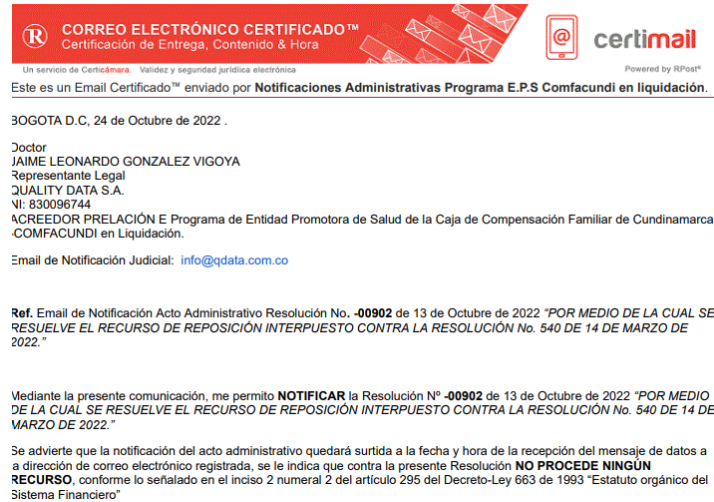 ® CORREO ELECTRÓNICO CERTIFICADO™
Certificación de Entrega, Contenido & Hora
@ certimail
Un servicio de Certicámara. Validez y seguridad jurídica electrónica
Powered by RPost®
Este es un Email Certificado™ enviado por Notificaciones Administrativas Programa E.P.S Comfacundi en liquidación.
BOGOTA D.C, 24 de Octubre de 2022 .
Doctor
JAIME LEONARDO GONZALEZ VIGOYA
Representante Legal
QUALITY DATA S.A.
NI: 830096744
ACREEDOR PRELACIÓN E Programa de Entidad Promotora de Salud de la Caja de Compensación Familiar de Cundinamarca
-COMFACUNDI en Liquidación.
Email de Notificación Judicial: info@qdata.com.co
Ref. Email de Notificación Acto Administrativo Resolución No. -00902 de 13 de Octubre de 2022 “POR MEDIO DE LA CUAL SE
RESUELVE EL RECURSO DE REPOSICIÓN INTERPUESTO CONTRA LA RESOLUCIÓN No. 540 DE 14 DE MARZO DE
2022.”
Mediante la presente comunicación, me permito NOTIFICAR la Resolución Nº -00902 de 13 de Octubre de 2022 “POR MEDIO
DE LA CUAL SE RESUELVE EL RECURSO DE REPOSICIÓN INTERPUESTO CONTRA LA RESOLUCIÓN No. 540 DE 14 DE
MARZO DE 2022.”
Se advierte que la notificación del acto administrativo quedará surtida a la fecha y hora de la recepción del mensaje de datos a
la dirección de correo electrónico registrada, se le indica que contra la presente Resolución NO PROCEDE NINGÚN
RECURSO, conforme lo señalado en el inciso 2 numeral 2 del artículo 295 del Decreto-Ley 663 de 1993 “Estatuto orgánico del
Sistema Financiero”